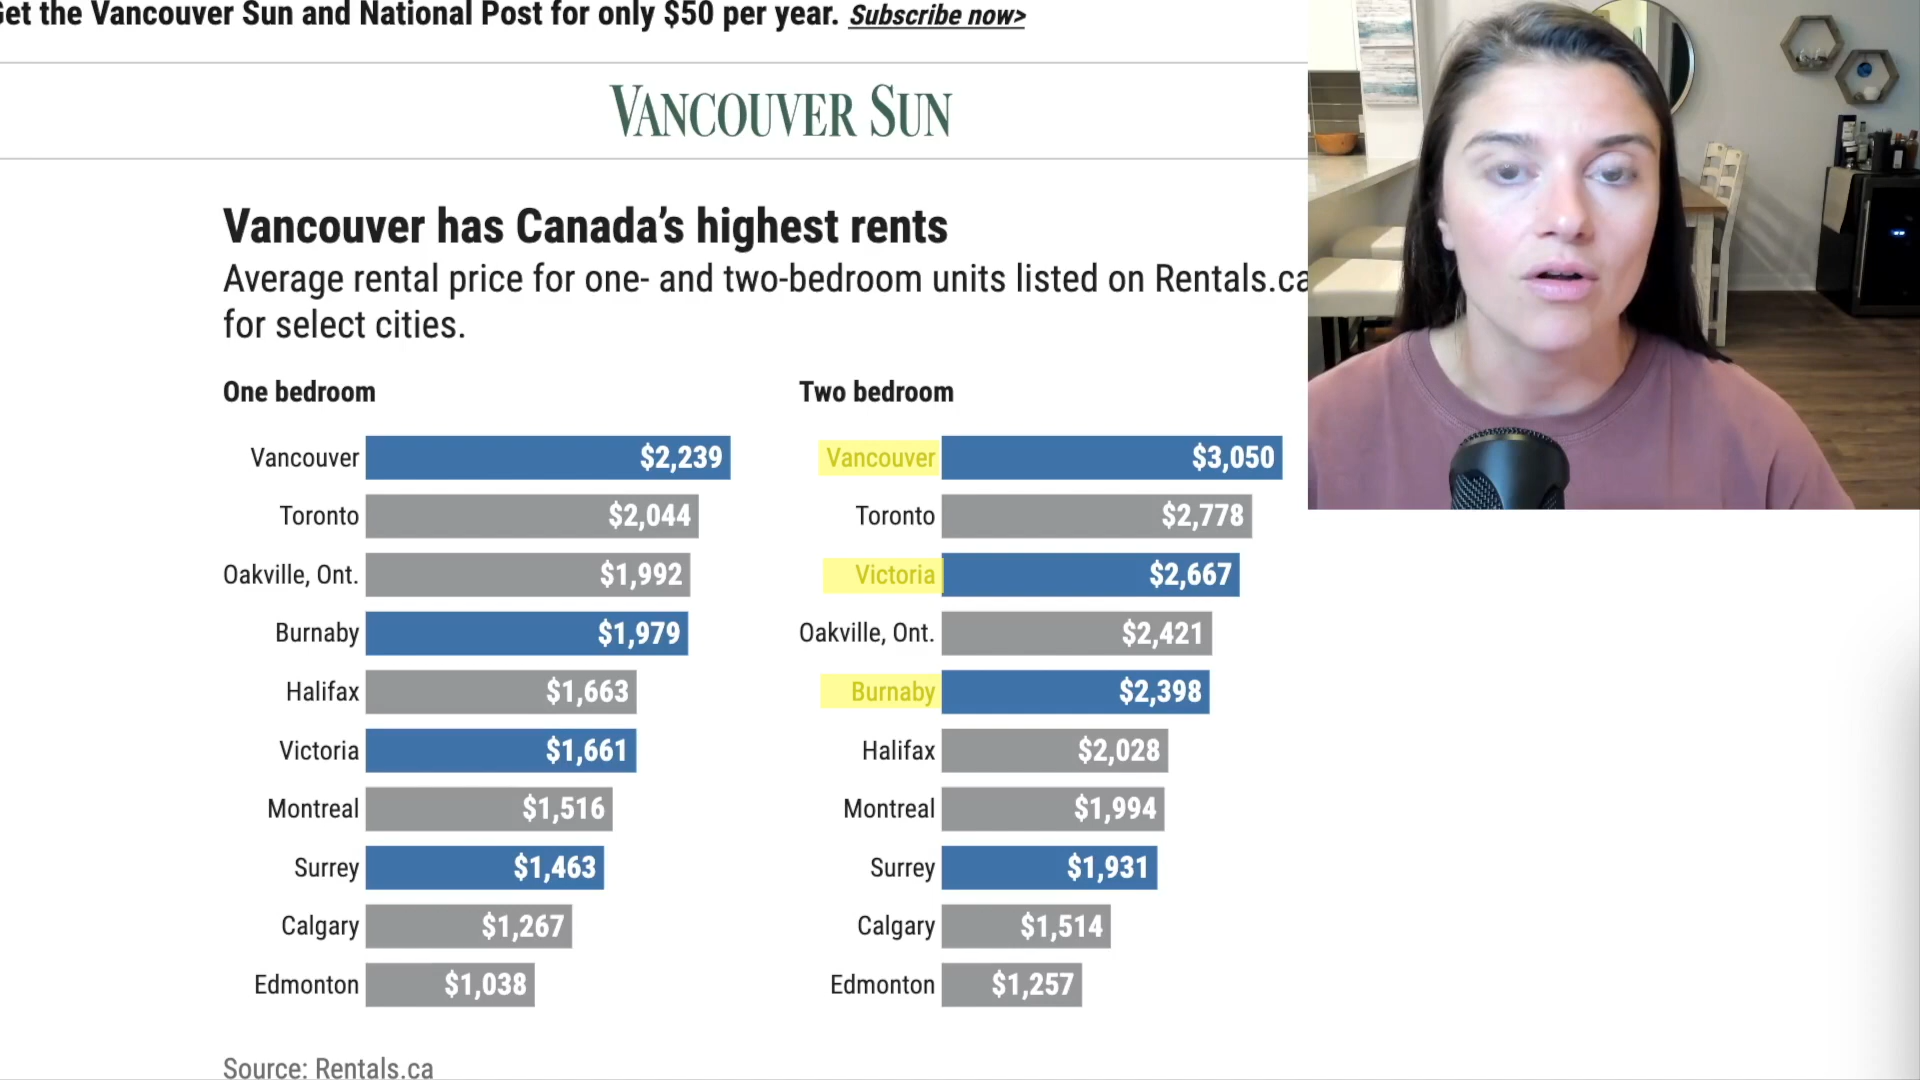 et the Vancouver Sun and National Post for only $50 per year. Subscribe now>
VANCOUVER SUN
Vancouver has Canada's highest rents
Average rental price for one- and two-bedroom units listed on Rentals.ca
for select cities.
One bedroom
Vancouver $2,239
Toronto $2,044
Oakville, Ont. $1,992
Burnaby $1,979
Halifax $1,663
Victoria $1,661
Montreal $1,516
Surrey $1,463
Calgary $1,267
Edmonton $1,038
Two bedroom
Vancouver $3,050
Toronto $2,778
Victoria $2,667
Oakville, Ont. $2,421
Burnaby $2,398
Halifax $2,028
Montreal $1,994
Surrey $1,931
Calgary $1,514
Edmonton $1,257
Source: Rentals.ca